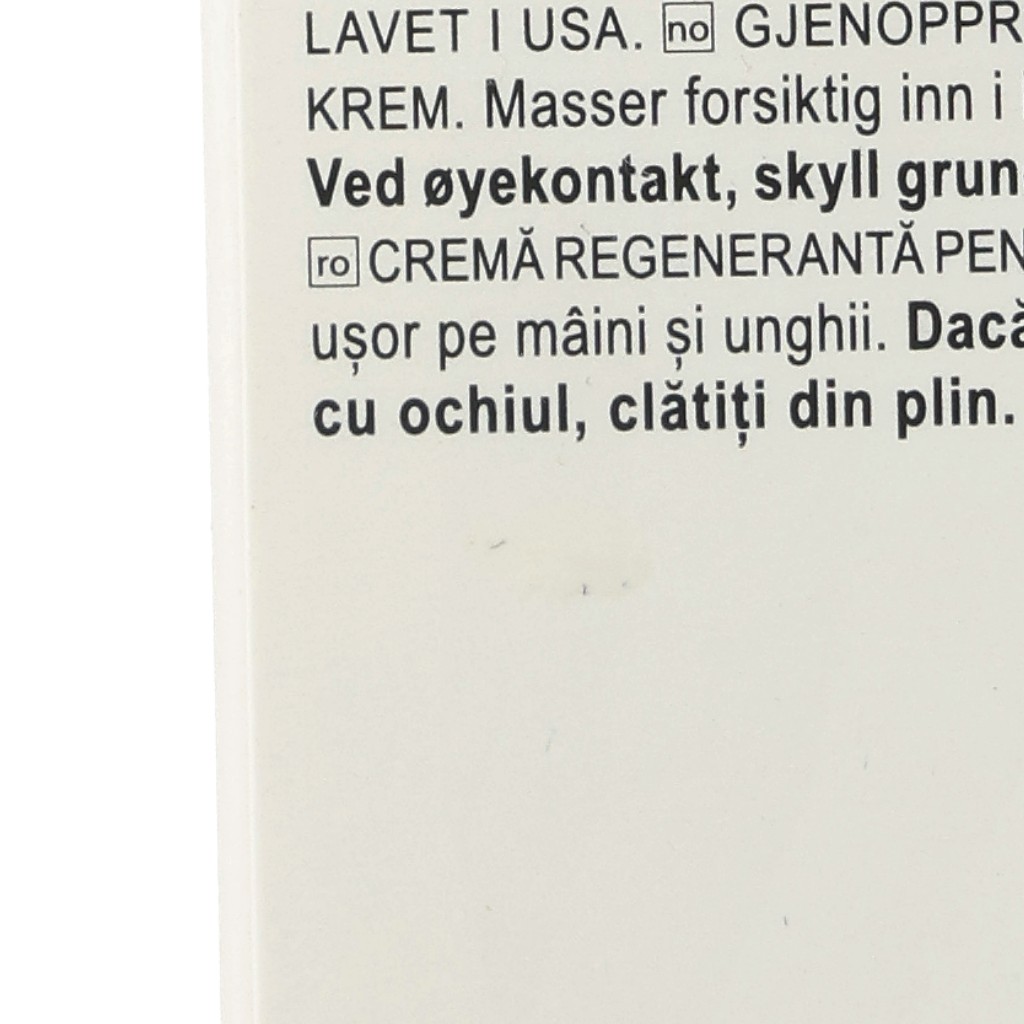 LAVET I USA. no GJENOPPR
KREM. Masser forsiktig inn i
Ved øyekontakt, skyll grun
ro CREMĂ REGENERANTĂ PEN
ușor pe mâini și unghii. Dacă
cu ochiul, clătiți din plin.